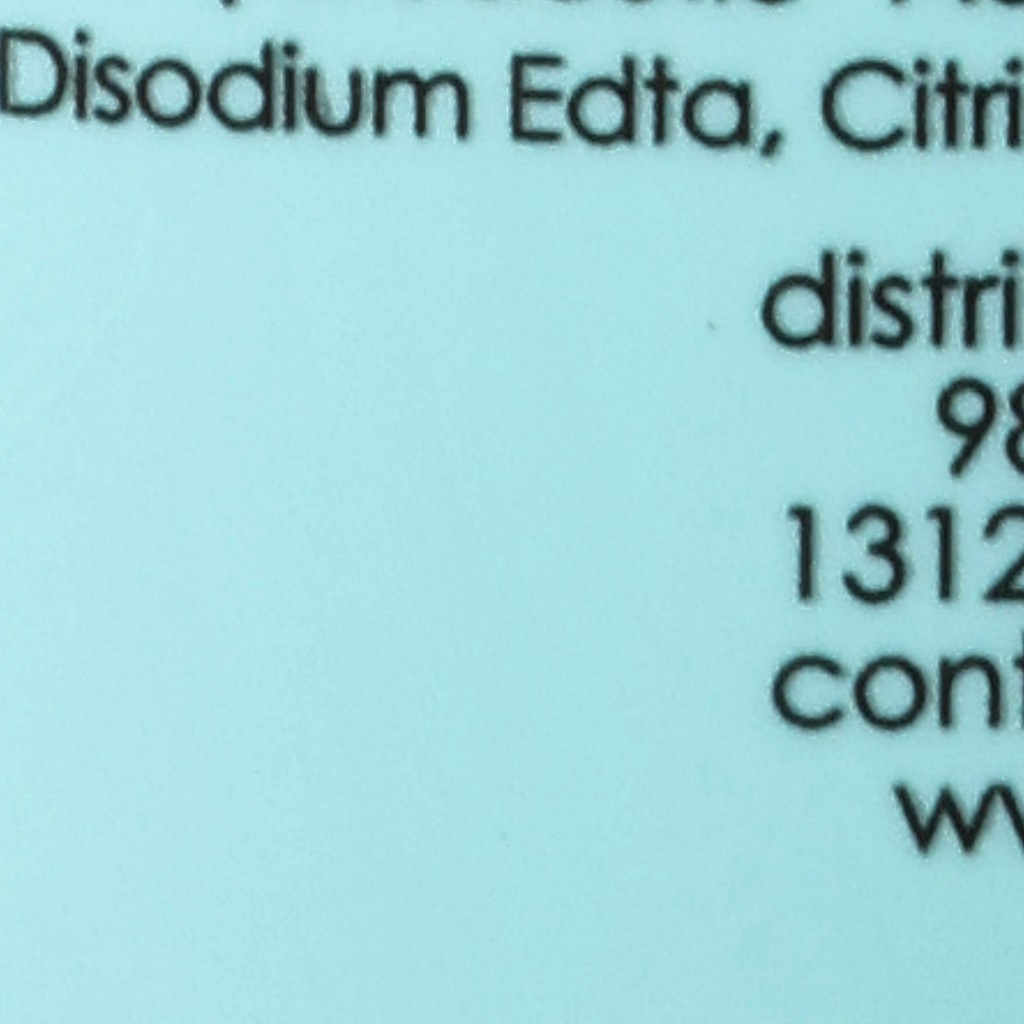 Disodium Edta, Citri
distri
98
1312
cont